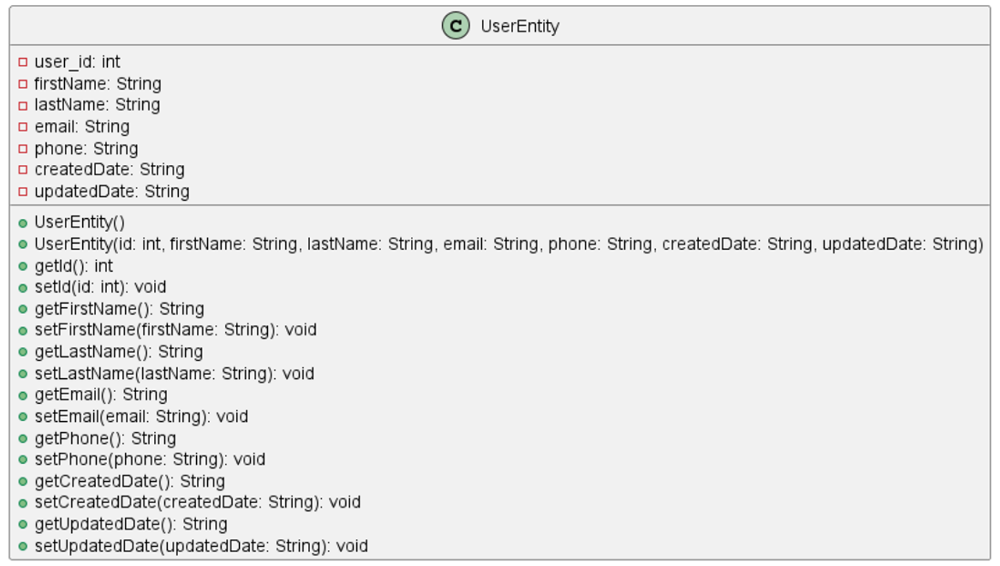 C UserEntity
user_id: int
firstName: String
lastName: String
email: String
phone: String
createdDate: String
updatedDate: String
UserEntity()
UserEntity(id: int, firstName: String, lastName: String, email: String, phone: String, createdDate: String, updatedDate: String)
getId(): int
setId(id: int): void
getFirstName(): String
setFirstName(firstName: String): void
getLastName(): String
setLastName(lastName: String): void
getEmail(): String
setEmail(email: String): void
getPhone(): String
setPhone(phone: String): void
getCreatedDate(): String
setCreatedDate(createdDate: String): void
getUpdatedDate(): String
setUpdatedDate(updatedDate: String): void